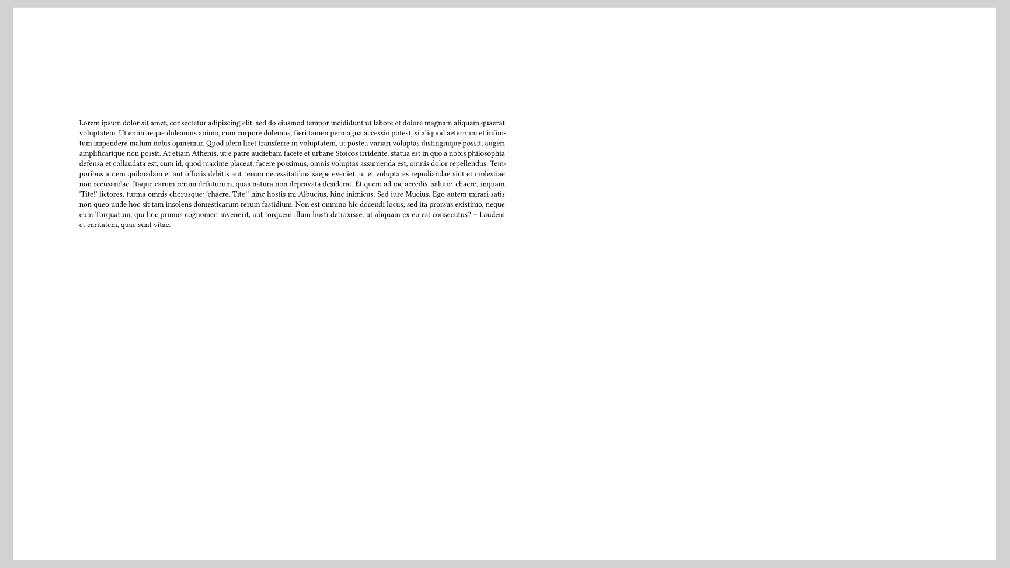 Lorem ipsum dolor sit amet, consectetur adipiscing elit, sed do eiusmod tempor incididunt ut labore et dolore magnam aliquam quaerat
voluptatem. Ut enim aeque doleamus animo, cum corpore dolemus, fieri tamen permagna accessio potest, si aliquod aeternum et infini-
tum impendere malum nobis opinemur. Quod idem licet transferre in voluptatem, ut postea variari voluptas distinguique possit, augeri
amplificarique non possit. At etiam Athenis, ut e patre audiebam facete et urbane Stoicos irridente, statua est in quo a nobis philosophia
defensa et collaudata est, cum id, quod maxime placeat, facere possimus, omnis voluptas assumenda est, omnis dolor repellendus. Tem-
poribus autem quibusdam et aut officiis debitis aut rerum necessitatibus saepe eveniet, ut et voluptates repudiandae sint et molestiae
non recusandae. Itaque earum rerum defuturum, quas natura non depravata desiderat. Et quem ad me accedis, saluto: 'chaere,' inquam,
'Tite!' lictores, turma omnis chorusque: 'chaere, Tite!' hinc hostis mi Albucius, hinc inimicus. Sed iure Mucius. Ego autem mirari satis
non queo unde hoc sit tam insolens domesticarum rerum fastidium. Non est omnino hic docendi locus; sed ita prorsus existimo, neque
eum Torquatum, qui hoc primus cognomen invenerit, aut torquem illum hosti detraxisse, ut aliquam ex eo est consecutus? – Laudem
et caritatem, quae sunt vitae.